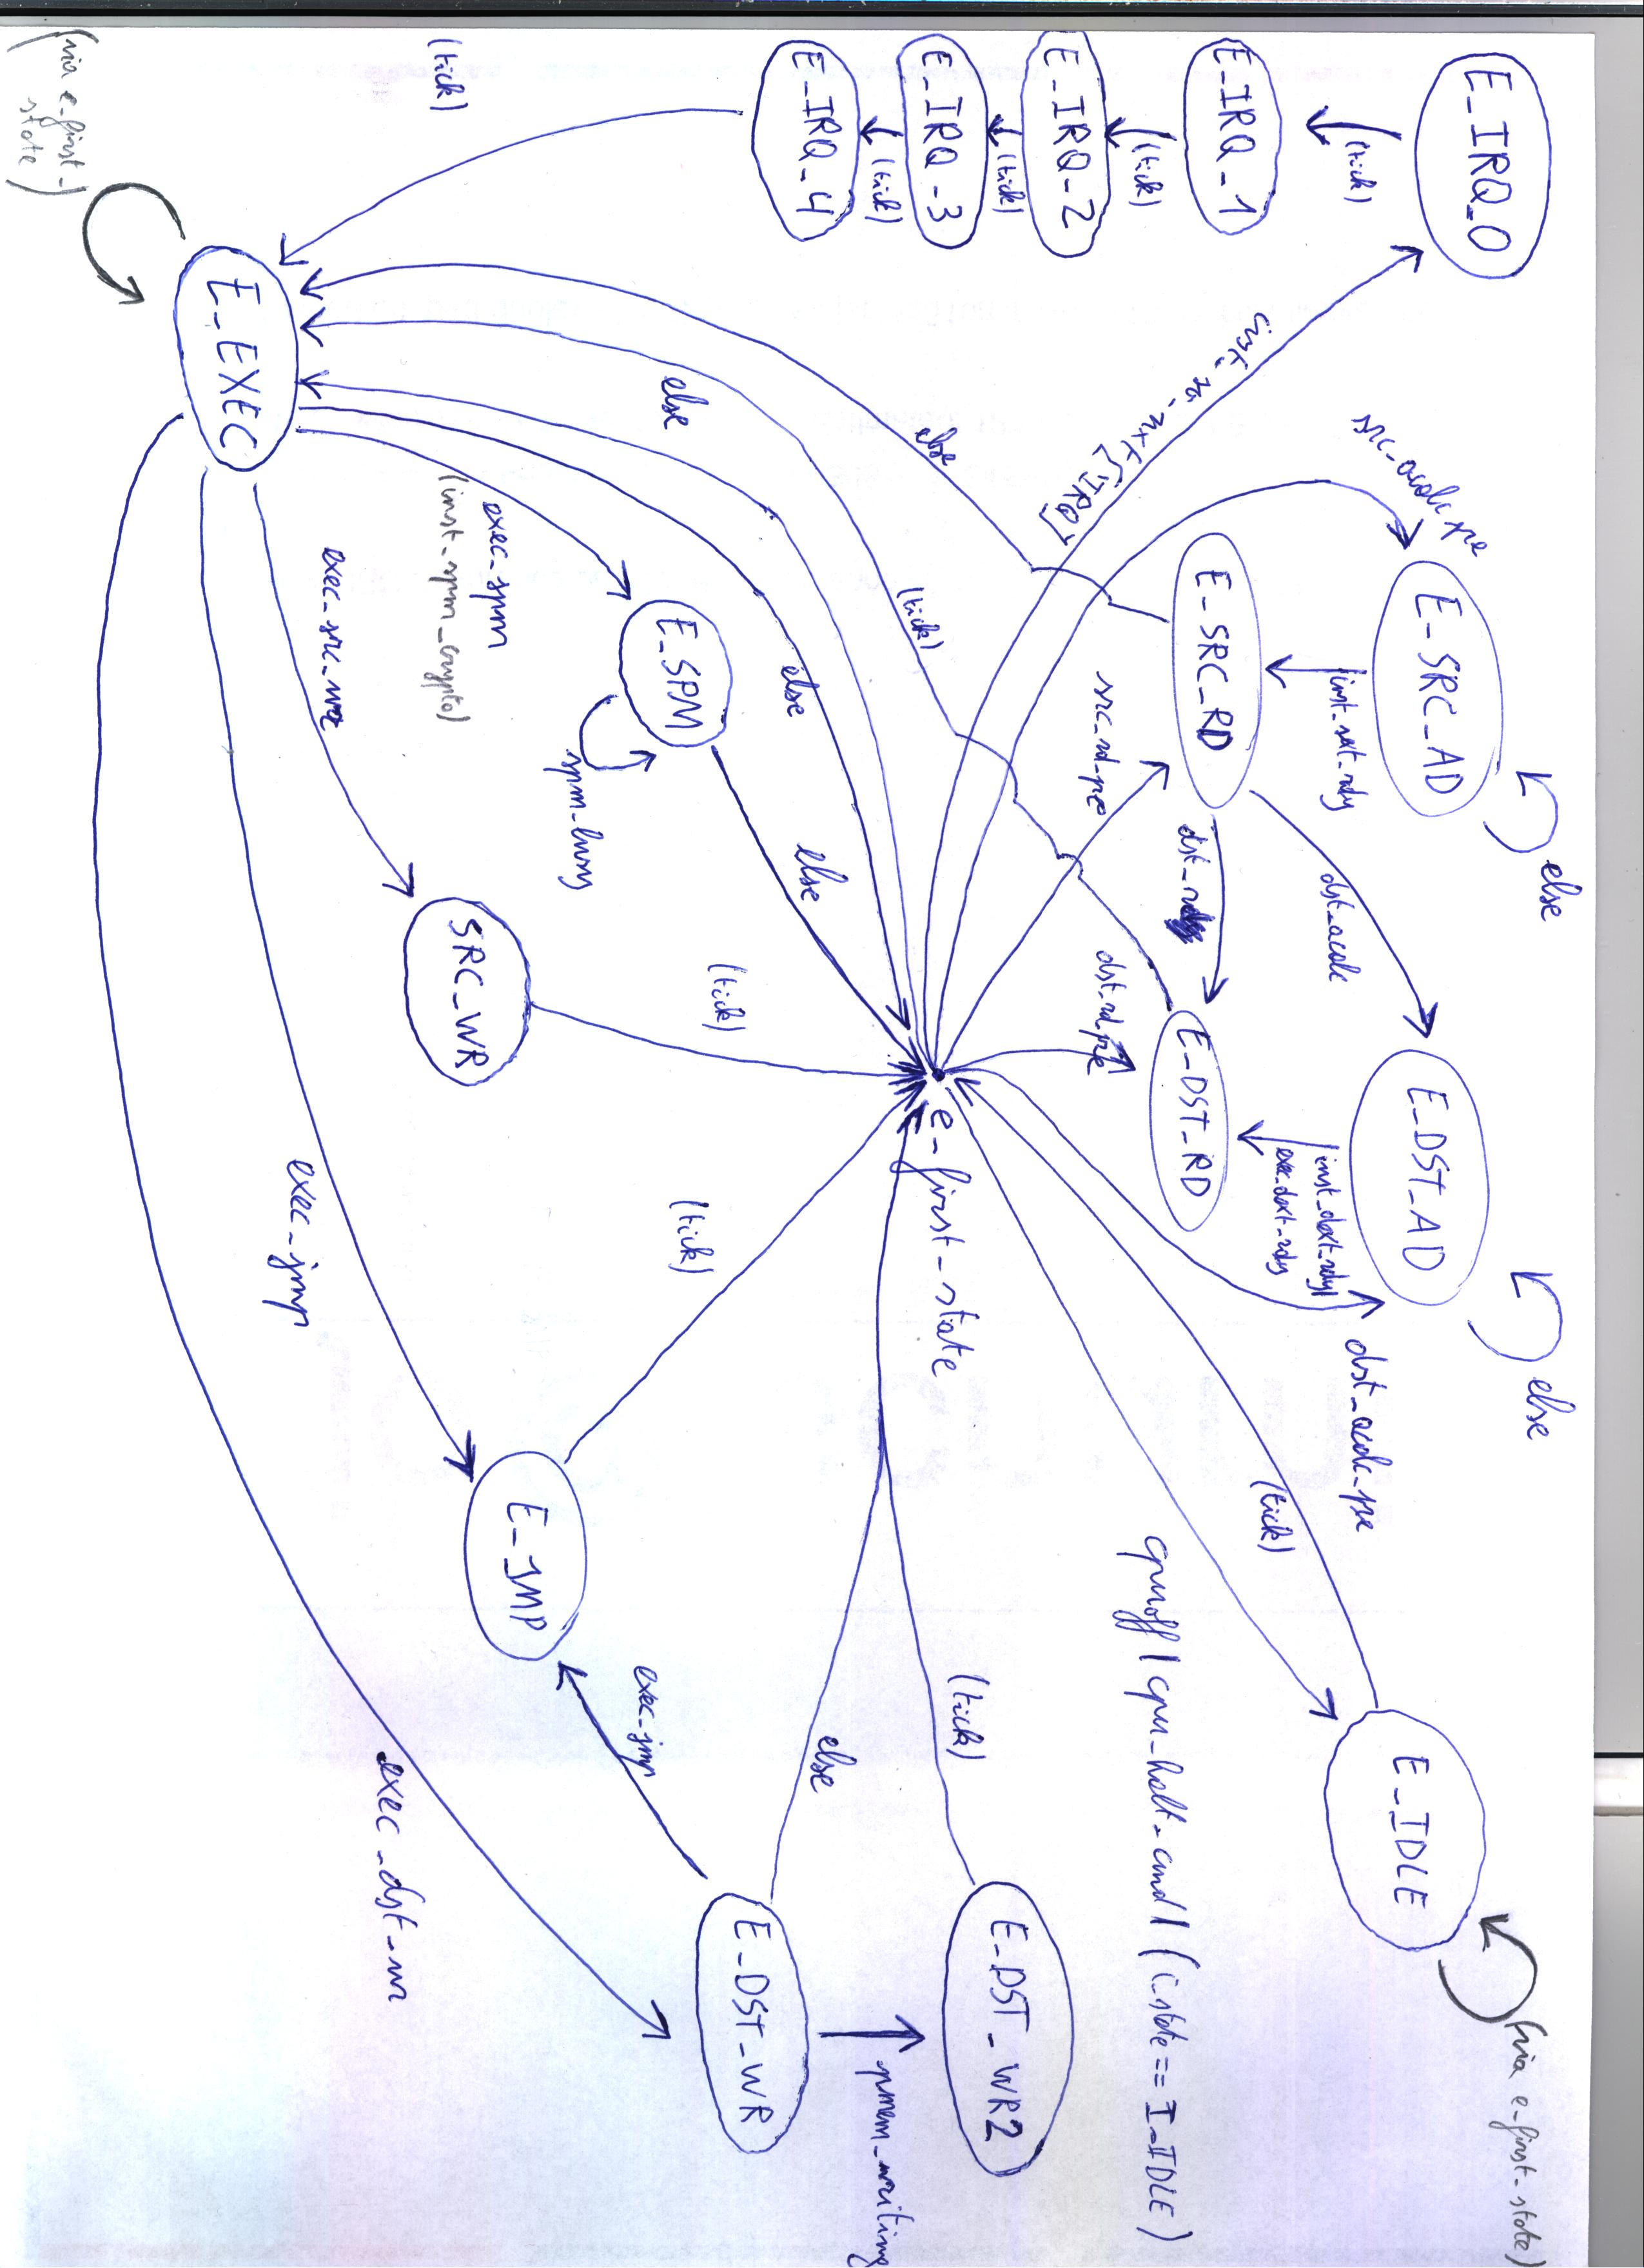 E_IRQ_0
(tick)
E_IRQ_1
(tick)
E_IRQ_2
(tick)
E_IRQ_3
(tick)
E_IRQ_4
(tick)
src_acalc_pre
inst_so_nxt[`IRQ]
else
E_SRC_AD
inst_sext_rdy
dst_acalc
E_SRC_RD
dst_rd
src_rd_pre
else
E_DST_AD
inst_dext_rdy|
exec_dext_rdy
dst_acalc_pre
E_DST_RD
dst_rd_pre
(via e_first_state)
E_IDLE
(tick)
cpuoff | cpu_halt_cmd | (i_state == I_IDLE)
e_first_state
E_DST_WR2
(tick)
pmem_writing
else
E_DST_WR
exec_jmp
else
(tick)
else
else
else
E_SPM
spm_busy
exec_spm
(inst_spm_crypto)
(tick)
SRC_WR
exec_src_wr
(tick)
E_JMP
exec_jmp
exec_dst_wr
E_EXEC
(via e_first_
state)